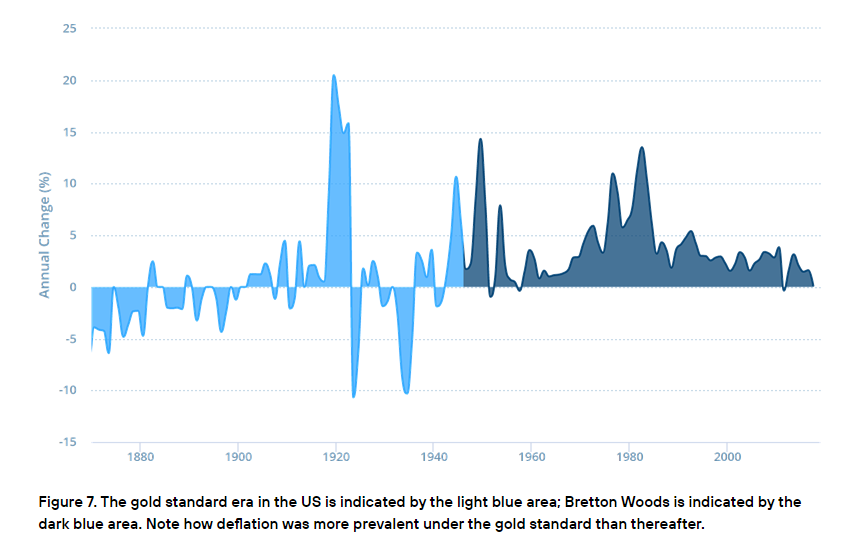 25
20
15
10
5
0
-5
-10
-15
Annual Change (%)
1880 1900 1920 1940 1960 1980 2000
Figure 7. The gold standard era in the US is indicated by the light blue area; Bretton Woods is indicated by the
dark blue area. Note how deflation was more prevalent under the gold standard than thereafter.